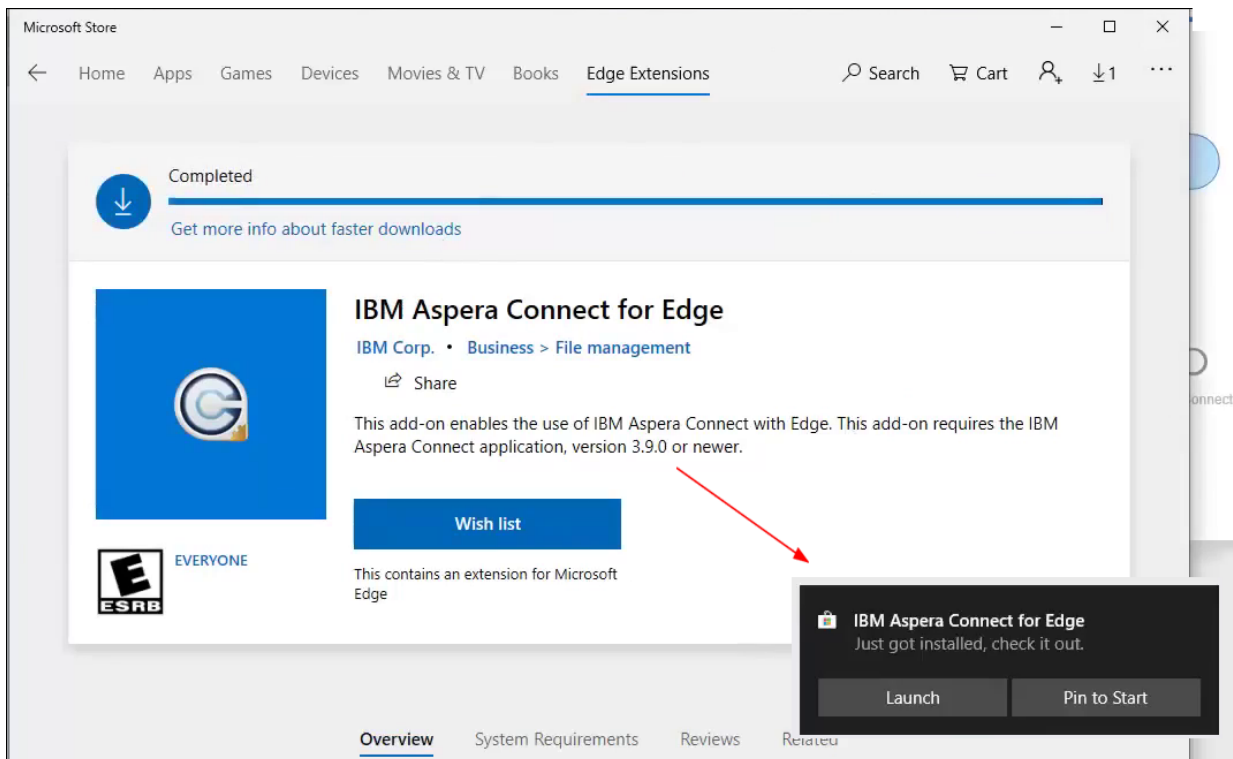 Microsoft Store
Home Apps Games Devices Movies & TV Books Edge Extensions Search Cart 1
Completed
Get more info about faster downloads
IBM Aspera Connect for Edge
IBM Corp. • Business > File management
Share
This add-on enables the use of IBM Aspera Connect with Edge. This add-on requires the IBM
Aspera Connect application, version 3.9.0 or newer.
Wish list
This contains an extension for Microsoft
Edge
E
ESRB
EVERYONE
onnect
IBM Aspera Connect for Edge
Just got installed, check it out.
Launch Pin to Start
Overview System Requirements Reviews Related